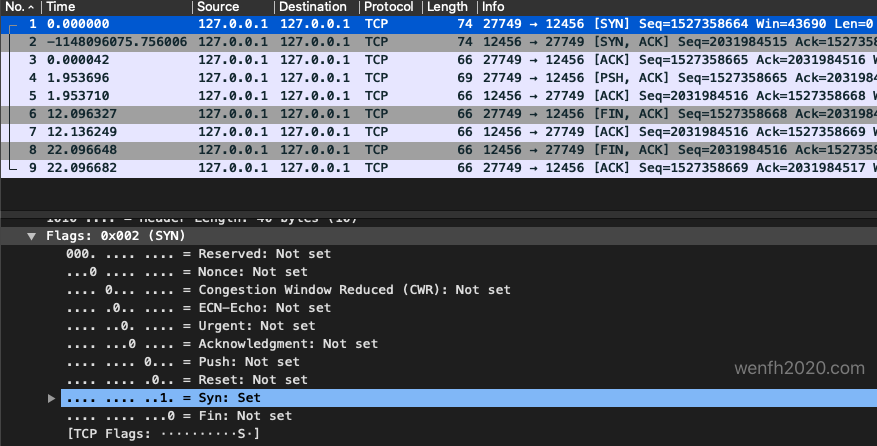 No. Time Source Destination Protocol Length Info
1 0.000000 127.0.0.1 127.0.0.1 TCP 74 27749 → 12456 [SYN] Seq=1527358664 Win=43690 Len=0
2 -1148096075.756006 127.0.0.1 127.0.0.1 TCP 74 12456 → 27749 [SYN, ACK] Seq=2031984515 Ack=15273586
3 0.000042 127.0.0.1 127.0.0.1 TCP 66 27749 → 12456 [ACK] Seq=1527358665 Ack=2031984516 W
4 1.953696 127.0.0.1 127.0.0.1 TCP 69 27749 → 12456 [PSH, ACK] Seq=1527358665 Ack=20319845
5 1.953710 127.0.0.1 127.0.0.1 TCP 66 12456 → 27749 [ACK] Seq=2031984516 Ack=1527358668 W
6 12.096327 127.0.0.1 127.0.0.1 TCP 66 27749 → 12456 [FIN, ACK] Seq=1527358668 Ack=20319845
7 12.136249 127.0.0.1 127.0.0.1 TCP 66 12456 → 27749 [ACK] Seq=2031984516 Ack=1527358669 W
8 22.096648 127.0.0.1 127.0.0.1 TCP 66 12456 → 27749 [FIN, ACK] Seq=2031984516 Ack=15273586
9 22.096682 127.0.0.1 127.0.0.1 TCP 66 27749 → 12456 [ACK] Seq=1527358669 Ack=2031984517 W
1010 .... = Header Length: 40 bytes (10)
Flags: 0x002 (SYN)
000. .... .... = Reserved: Not set
...0 .... .... = Nonce: Not set
.... 0... .... = Congestion Window Reduced (CWR): Not set
.... .0.. .... = ECN-Echo: Not set
.... ..0. .... = Urgent: Not set
.... ...0 .... = Acknowledgment: Not set
.... .... 0... = Push: Not set
.... .... .0.. = Reset: Not set
.... .... ..1. = Syn: Set
.... .... ...0 = Fin: Not set
[TCP Flags: ··········S·]
wenfh2020.com